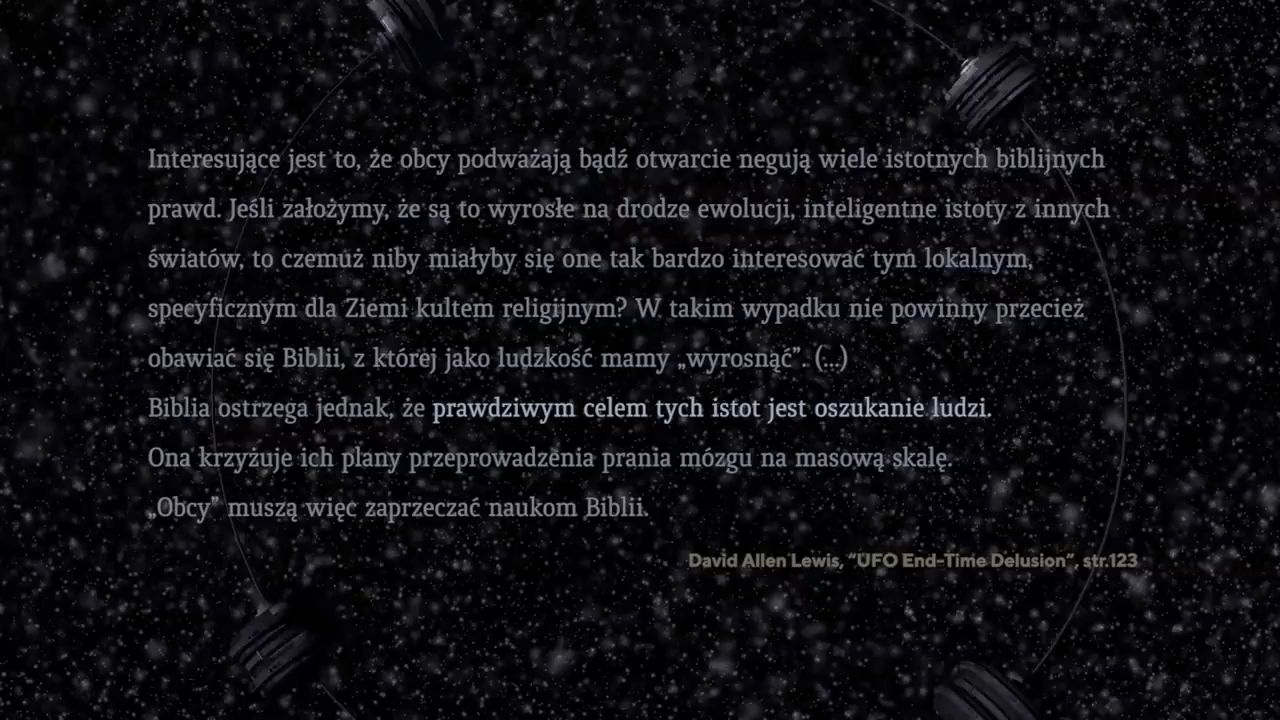 Interesujące jest to, że obcy podważają bądź otwarcie negują wiele istotnych biblijnych
prawd. Jeśli założymy, że są to wyrosłe na drodze ewolucji, inteligentne istoty z innych
światów, to czemuż niby miałyby się one tak bardzo interesować tym lokalnym,
specyficznym dla Ziemi kultem religijnym? W takim wypadku nie powinny przecież
obawiać się Biblii, z której jako ludzkość mamy „wyrosnąć”. (...)
Biblia ostrzega jednak, że prawdziwym celem tych istot jest oszukanie ludzi.
Ona krzyżuje ich plany przeprowadzenia prania mózgu na masową skalę.
„Obcy” muszą więc zaprzeczać naukom Biblii.
David Allen Lewis, “UFO End-Time Delusion”, str.123